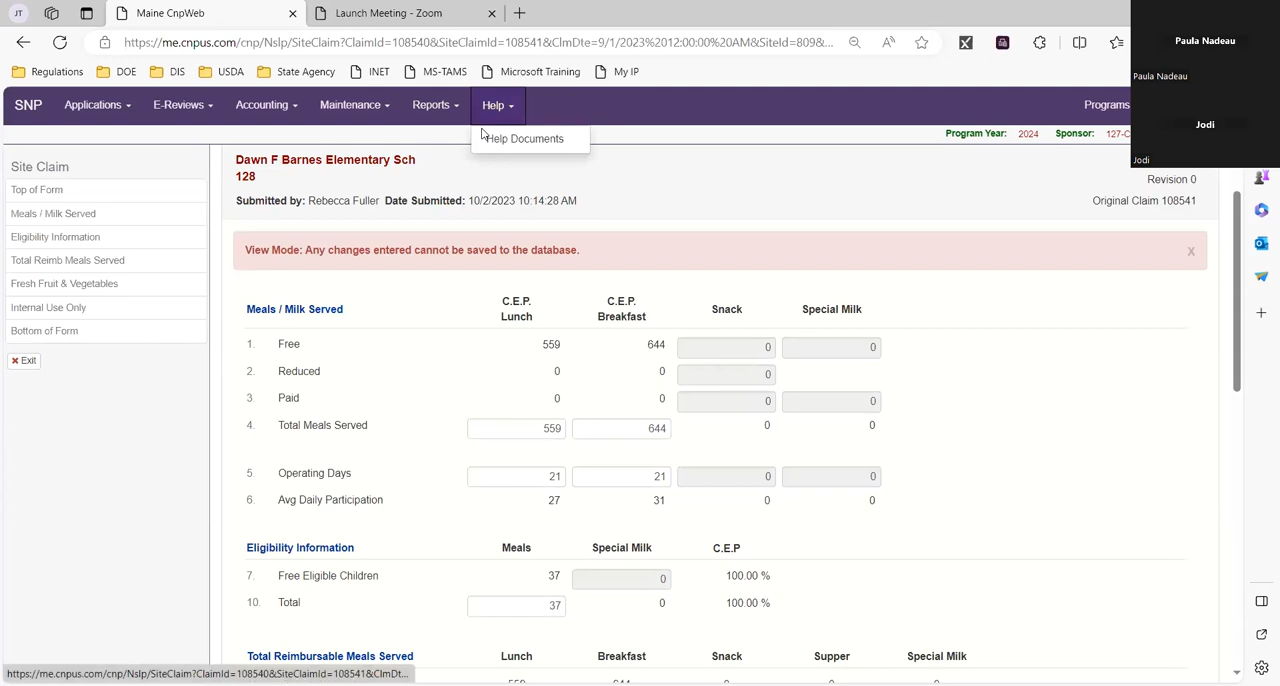 JT Maine CnpWeb Launch Meeting - Zoom
https://me.cnpus.com/cnp/Nslp/SiteClaim?ClaimId=108540&SiteClaimId=108541&ClmDte=9/1/2023%2012:00:00%20AM&SiteId=809&...
Paula Nadeau
Paula Nadeau
Jodi
Jodi
Regulations DOE DIS USDA State Agency INET MS-TAMS Microsoft Training My IP
SNP Applications E-Reviews Accounting Maintenance Reports Help Programs
Help Documents
Program Year: 2024 Sponsor: 127-C
Site Claim
Top of Form
Meals / Milk Served
Eligibility Information
Total Reimb Meals Served
Fresh Fruit & Vegetables
Internal Use Only
Bottom of Form
Exit
Dawn F Barnes Elementary Sch
128
Revision 0
Submitted by: Rebecca Fuller Date Submitted: 10/2/2023 10:14:28 AM Original Claim 108541
View Mode: Any changes entered cannot be saved to the database. x
Meals / Milk Served C.E.P. Lunch C.E.P. Breakfast Snack Special Milk
1. Free 559 644 0 0
2. Reduced 0 0 0
3. Paid 0 0 0 0
4. Total Meals Served 559 644 0 0
5. Operating Days 21 21 0 0
6. Avg Daily Participation 27 31 0 0
Eligibility Information Meals Special Milk C.E.P
7. Free Eligible Children 37 0 100.00 %
10. Total 37 0 100.00 %
Total Reimbursable Meals Served Lunch Breakfast Snack Supper Special Milk
https://me.cnpus.com/cnp/Nslp/SiteClaim?ClaimId=108540&SiteClaimId=108541&ClmDt...